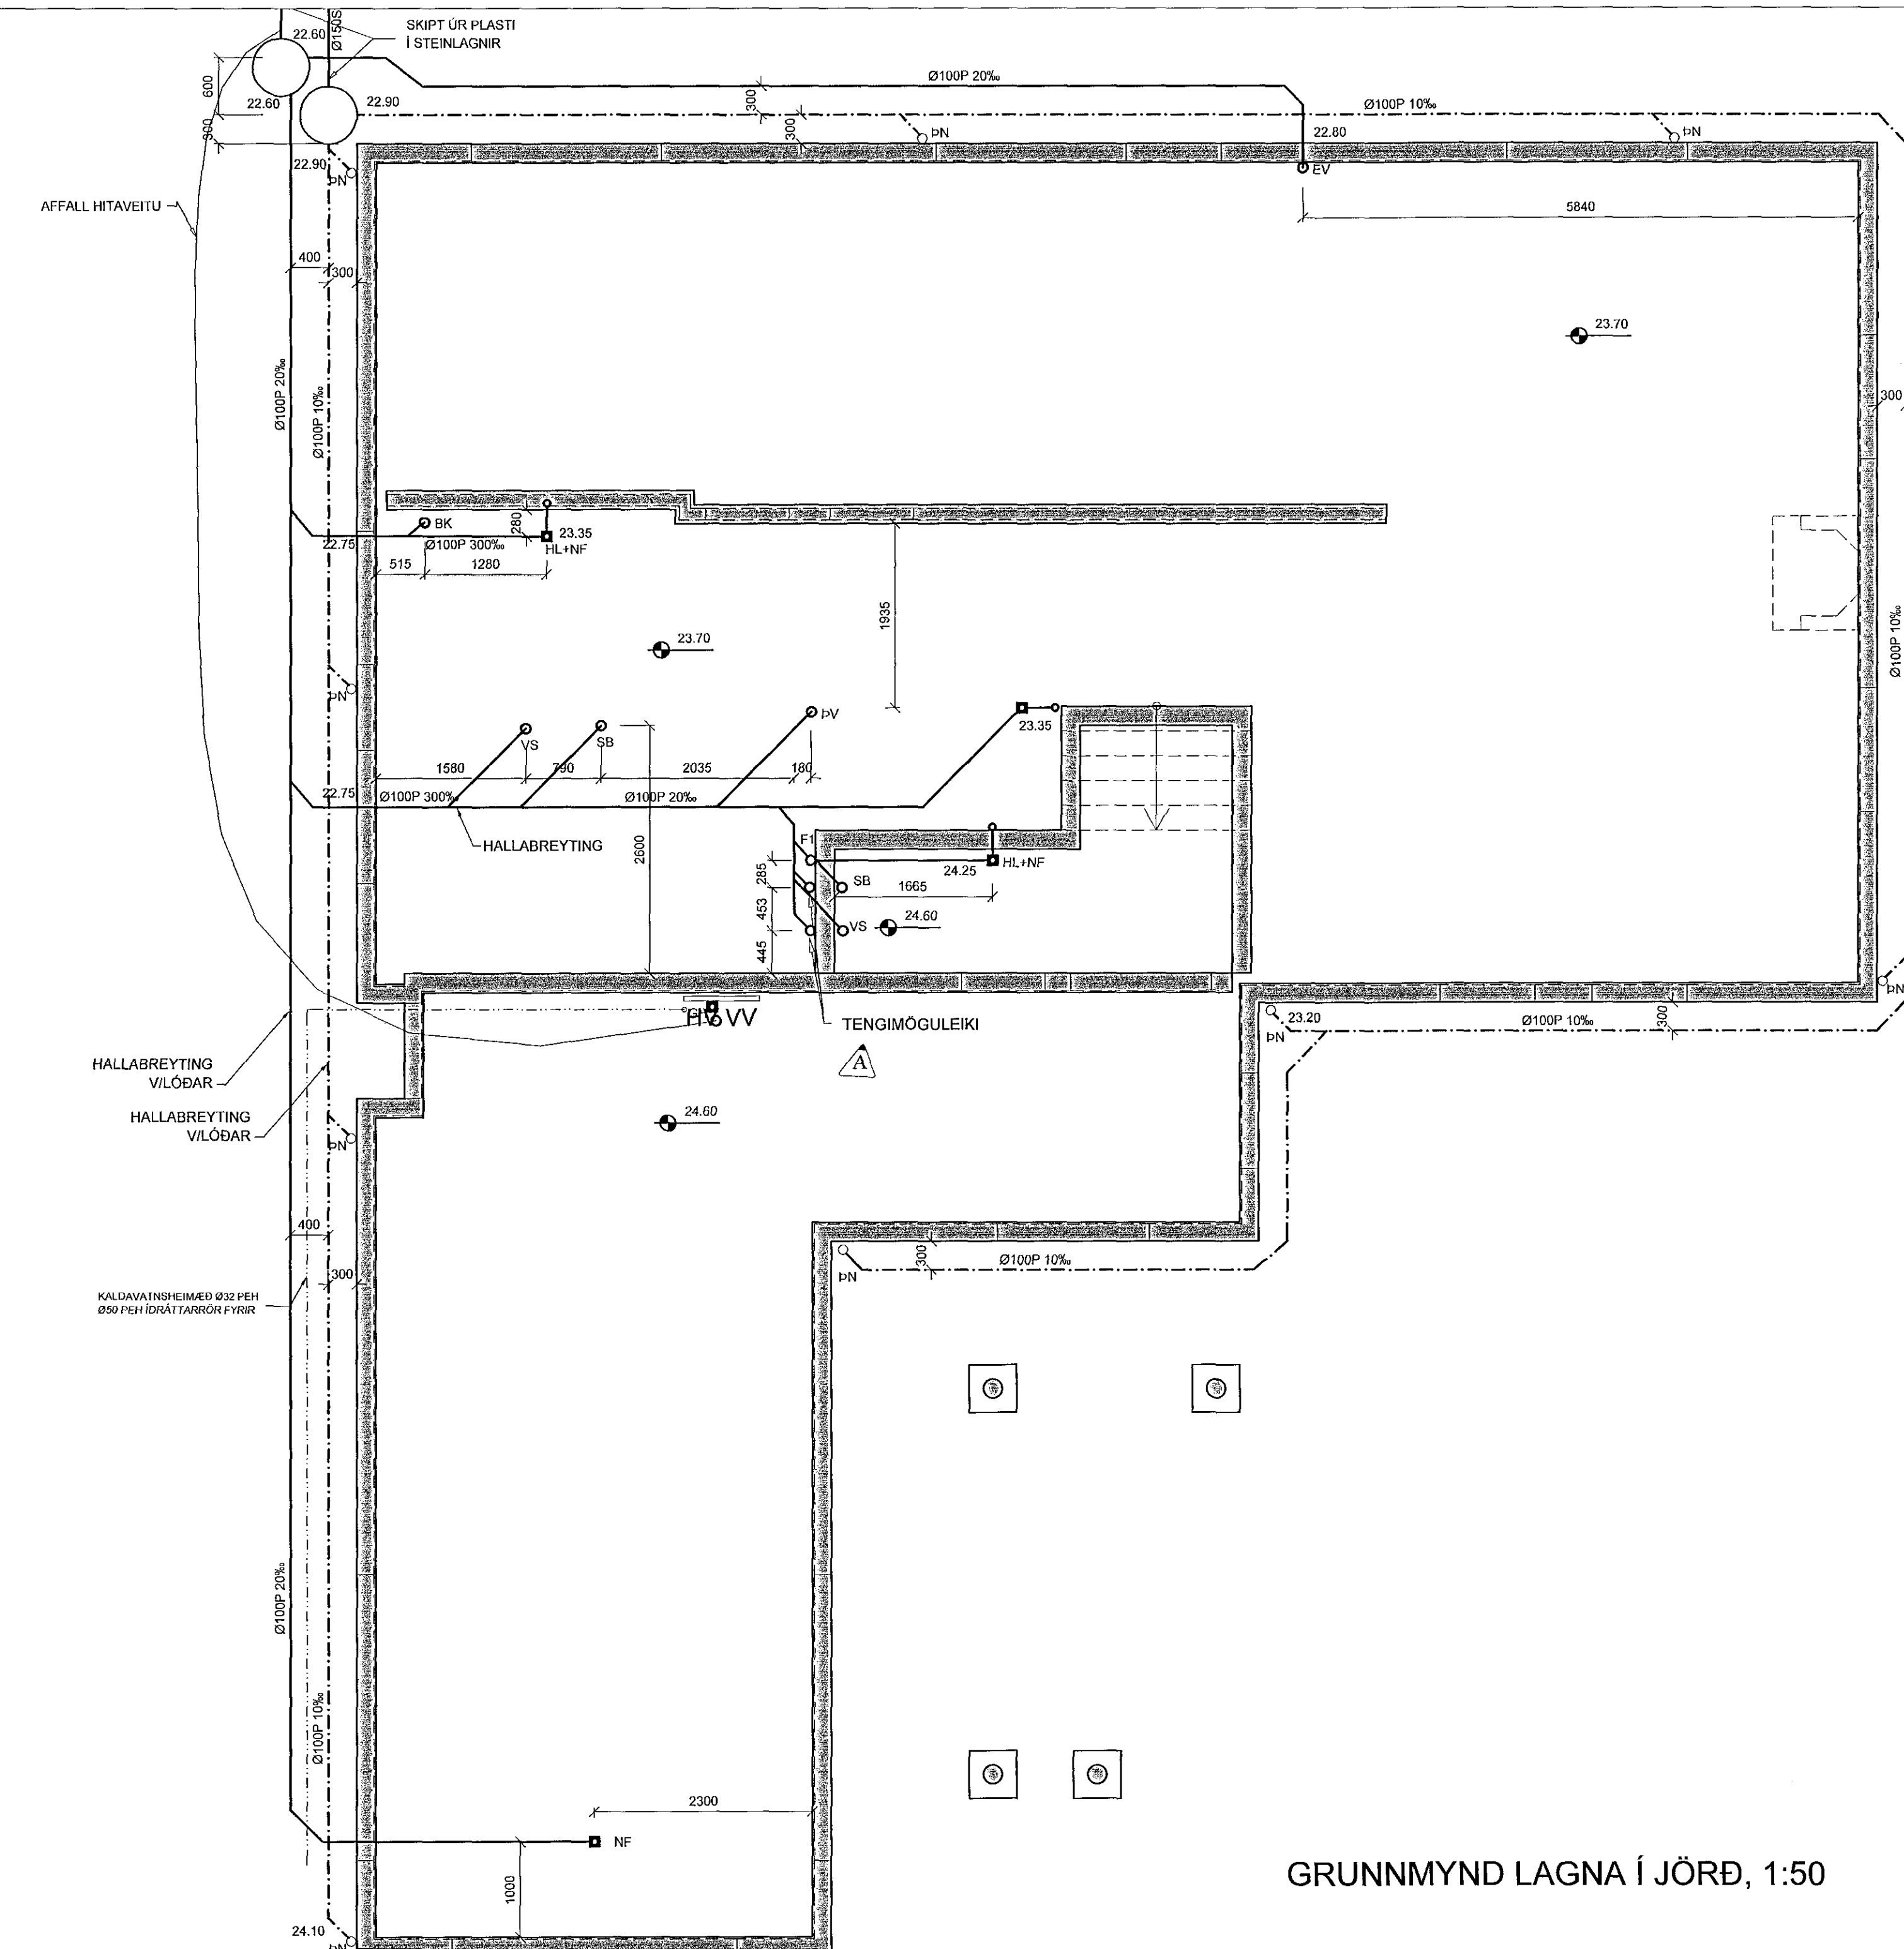 SKIPT ÚR PLASTI
Í STEINLAGNIR
22.60
Ø150S
600
22.60
22.90
300
Ø100P 20‰
300
300
Ø100P 10‰
ÞN
22.80
ÞN
22.90
ÞN
EV
AFFALL HITAVEITU
5840
400
300
23.70
Ø100P 20‰
Ø100P 10‰
300
BK
280
23.35
22.75
Ø100P 300‰
HL+NF
515
1280
1935
Ø100P 10‰
23.70
ÞN
ÞV
VS
SB
23.35
1580
790
2035
180
22.75
Ø100P 300‰
Ø100P 20‰
HALLABREYTING
2600
F1
HL+NF
285
24.25
SB
1665
453
24.60
VS
445
ÞN
HV VV
TENGIMÖGULEIKI
A
23.20
ÞN
Ø100P 10‰
300
HALLABREYTING
V/LÓÐAR
HALLABREYTING
V/LÓÐAR
24.60
ÞN
400
300
Ø100P 10‰
300
ÞN
KALDAVATNSHEIMÆÐ Ø32 PEH
Ø50 PEH ÍDRÁTTARRÖR FYRIR
Ø100P 20‰
Ø100P 10‰
2300
NF
1000
GRUNNMYND LAGNA Í JÖRÐ, 1:50
24.10
ÞN